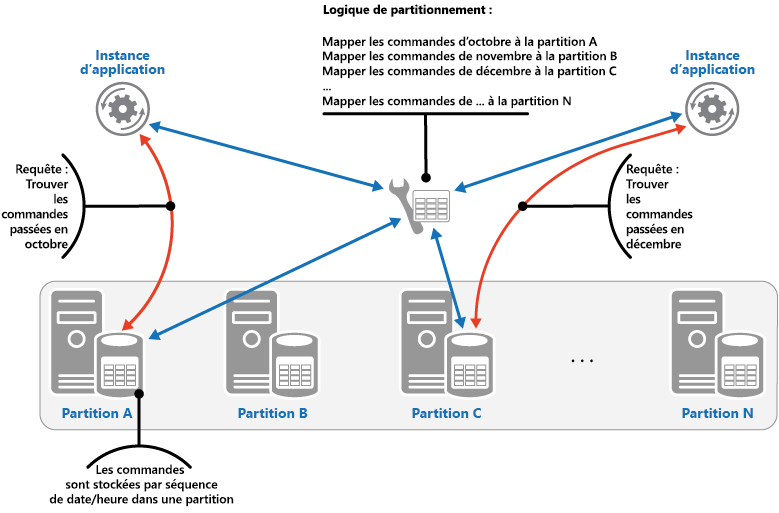 Logique de partitionnement :
Mapper les commandes d'octobre à la partition A
Mapper les commandes de novembre à la partition B
Mapper les commandes de décembre à la partition C
...
Mapper les commandes de ... à la partition N
Instance
d'application
Instance
d'application
Requête :
Trouver
les
commandes
passées en
octobre
Requête :
Trouver
les
commandes
passées en
décembre
...
Partition A
Partition B
Partition C
Partition N
Les commandes
sont stockées par séquence
de date/heure dans une partition